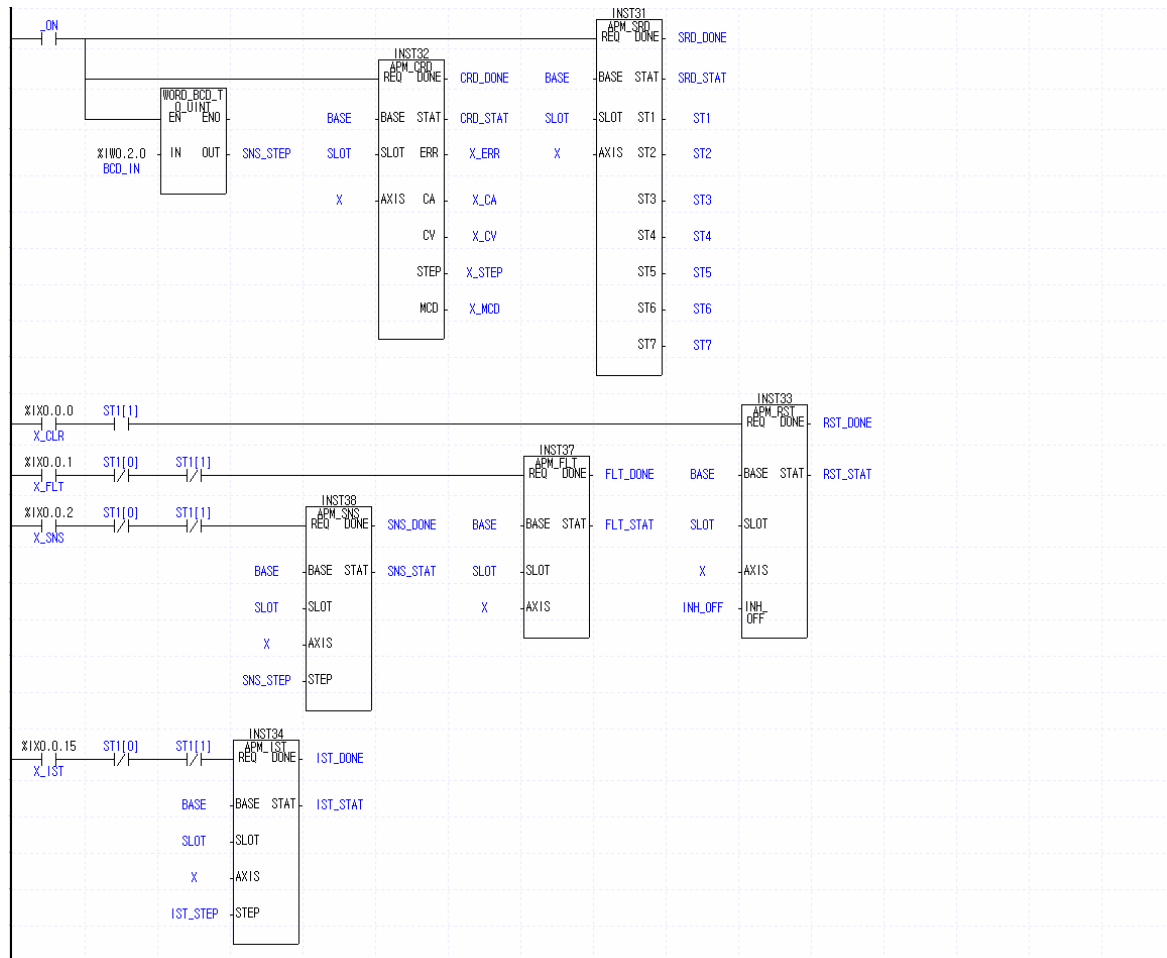 INST31
_ON APM_SRD
REQ DONE SRD_DONE
INST32
APM_CRD
REQ DONE CRD_DONE BASE BASE STAT SRD_STAT
WORD_BCD_T
O_UINT
EN ENO BASE BASE STAT CRD_STAT SLOT SLOT ST1 ST1
%IW0.2.0 IN OUT SNS_STEP SLOT SLOT ERR X_ERR X AXIS ST2 ST2
BCD_IN
X AXIS CA X_CA ST3 ST3
CV X_CV ST4 ST4
STEP X_STEP ST5 ST5
MCD X_MCD ST6 ST6
ST7 ST7
INST33
%IX0.0.0 ST1[1] APM_RST
REQ DONE RST_DONE
X_CLR
INST37
%IX0.0.1 ST1[0] ST1[1] APM_FLT
REQ DONE FLT_DONE BASE BASE STAT RST_STAT
X_FLT
INST38
%IX0.0.2 ST1[0] ST1[1] APM_SNS
REQ DONE SNS_DONE BASE BASE STAT FLT_STAT SLOT SLOT
X_SNS
BASE BASE STAT SNS_STAT SLOT SLOT X AXIS
SLOT SLOT X AXIS INH_OFF INH_
OFF
X AXIS
SNS_STEP STEP
INST34
%IX0.0.15 ST1[0] ST1[1] APM_IST
REQ DONE IST_DONE
X_IST
BASE BASE STAT IST_STAT
SLOT SLOT
X AXIS
IST_STEP STEP